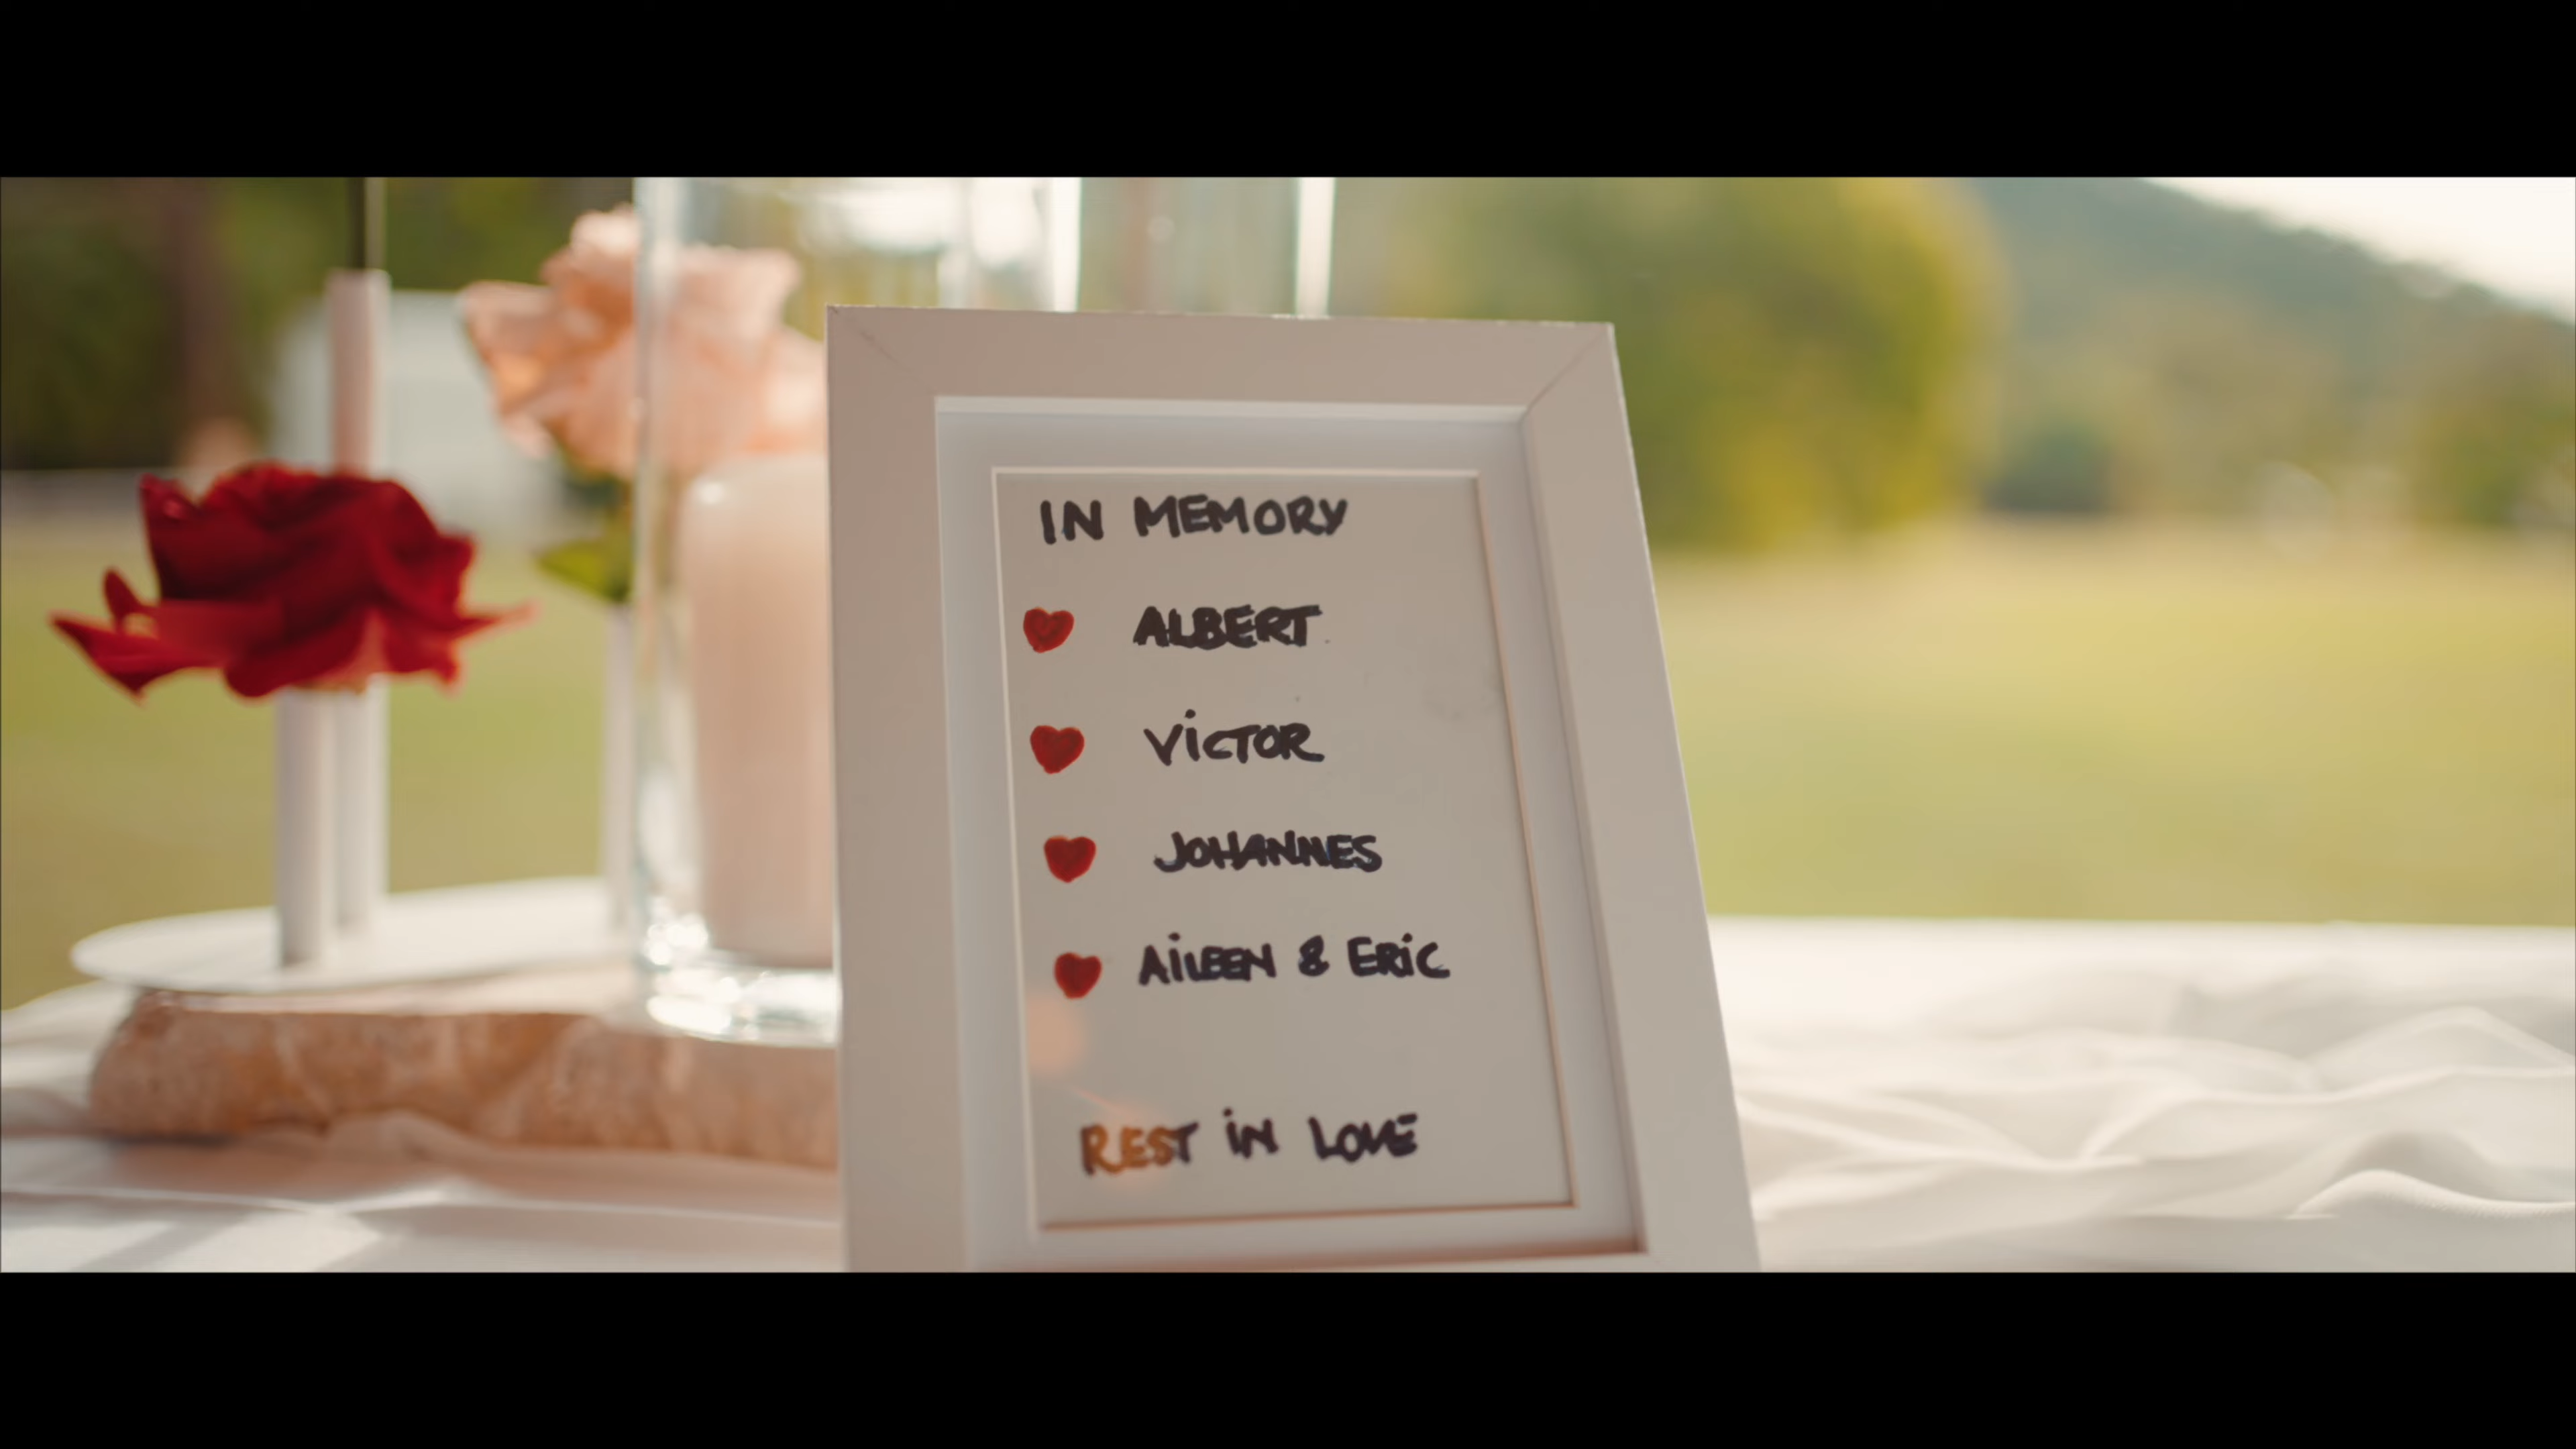 IN MEMORY
ALBERT
ViCTOR
JOHANNES
AiLEEN & ERiC
REST iN LOVE